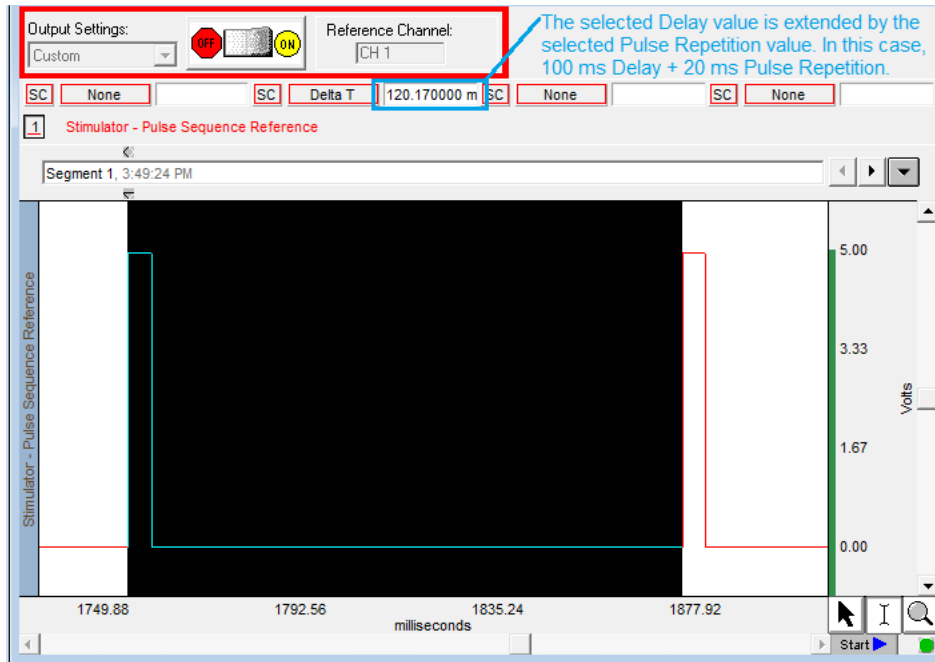 Output Settings:
Custom
OFF
ON
Reference Channel:
CH 1
The selected Delay value is extended by the
selected Pulse Repetition value. In this case,
100 ms Delay + 20 ms Pulse Repetition.
SC None SC Delta T 120.170000 m SC None SC None
1 Stimulator - Pulse Sequence Reference
Segment 1, 3:49:24 PM
Stimulator - Pulse Sequence Reference
5.00
3.33
1.67
0.00
Volts
1749.88 1792.56 1835.24 1877.92
milliseconds
Start